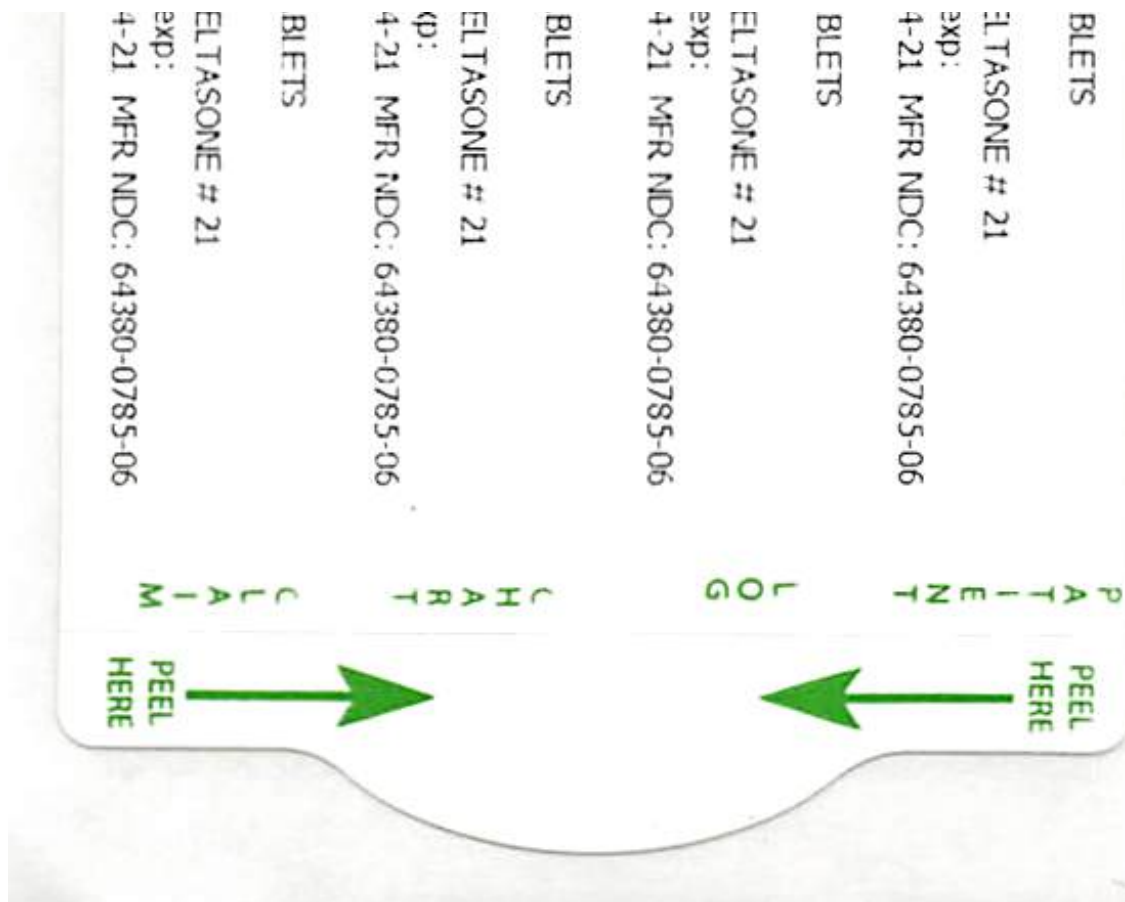 BLETS
ELTASONE # 21
exp:
4-21 MFR NDC: 64380-0785-06
PATIENT
PEEL
HERE
BLETS
ELTASONE # 21
exp:
4-21 MFR NDC: 64380-0785-06
LOG
BLETS
ELTASONE # 21
xp:
4-21 MFR NDC: 64380-0785-06
CHART
BLETS
ELTASONE # 21
exp:
4-21 MFR NDC: 64380-0785-06
CLAIM
PEEL
HERE